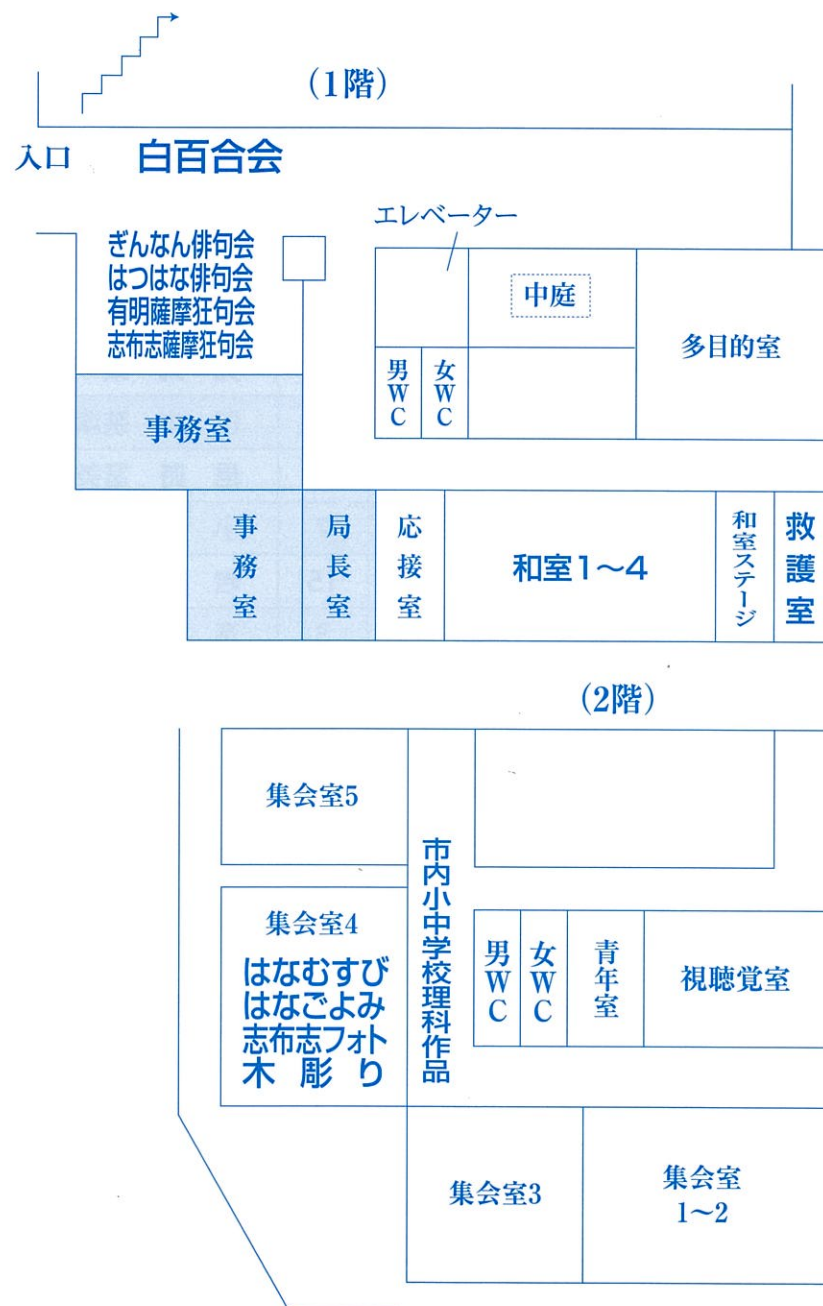 (1階)
入口
白百合会
エレベーター
ぎんなん俳句会
はつはな俳句会
有明薩摩狂句会
志布志薩摩狂句会
中庭
多目的室
男WC
女WC
事務室
事務室
局長室
応接室
和室1〜4
和室ステージ
救護室
(2階)
集会室5
市内小中学校理科作品
集会室4
はなむすび
はなごよみ
志布志フォト
木彫り
男WC
女WC
青年室
視聴覚室
集会室3
集会室
1〜2